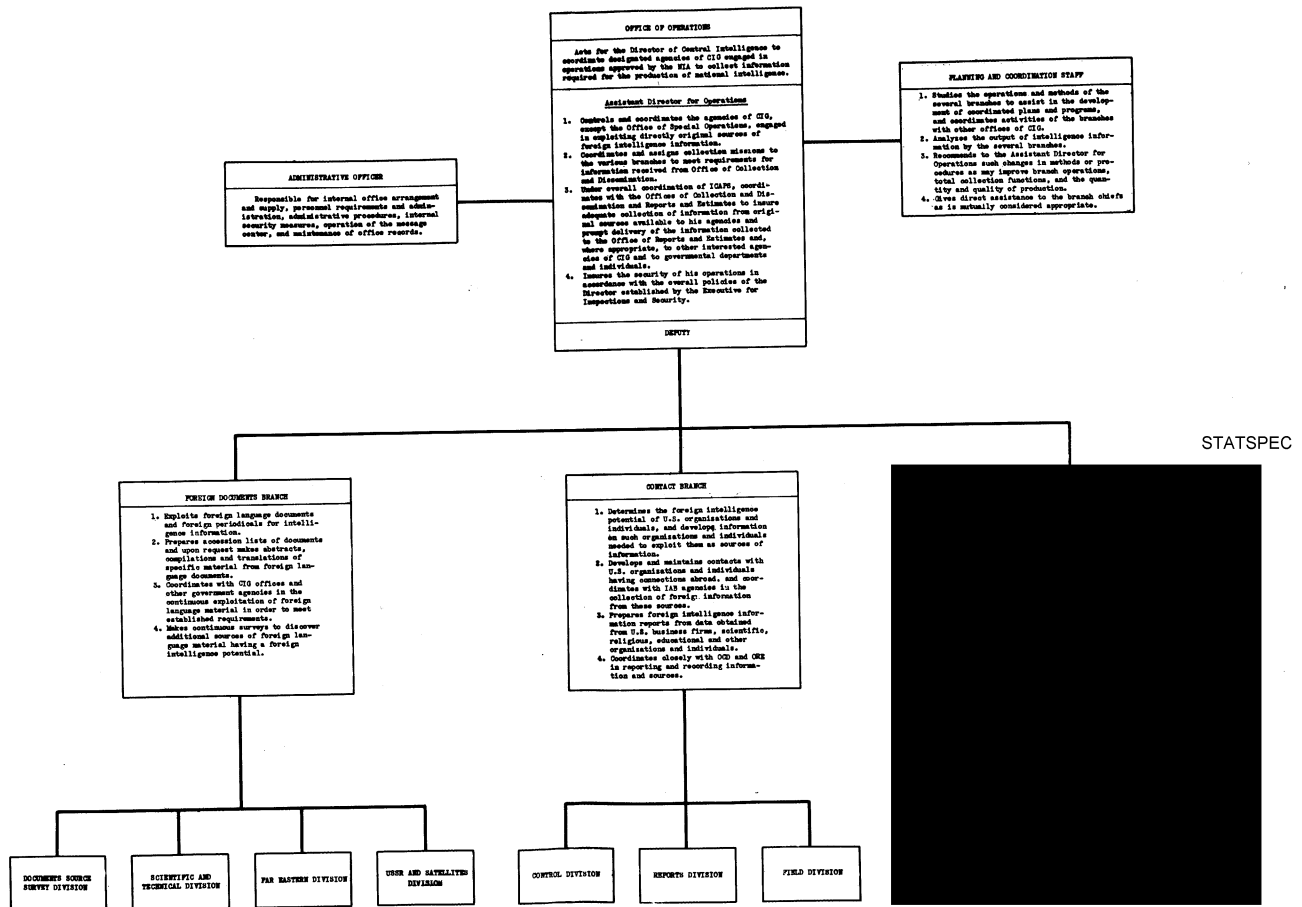 OFFICE OF OPERATIONS
Acts for the Director of Central Intelligence to
coordinate designated agencies of CIG engaged in
operations approved by the NIA to collect information
required for the production of national intelligence.
Assistant Director for Operations
1. Controls and coordinates the agencies of CIG,
except the Office of Special Operations, engaged
in exploiting directly original sources of
foreign intelligence information.
2. Coordinates and assigns collection missions to
the various branches to meet requirements for
information received from Office of Collection
and Dissemination.
3. Under overall coordination of ICAPS, coordi-
nates with the Offices of Collection and Dis-
semination and Reports and Estimates to insure
adequate collection of information from origi-
nal sources available to his agencies and
prompt delivery of the information collected
to the Office of Reports and Estimates and,
where appropriate, to other interested agen-
cies of CIG and to governmental departments
and individuals.
4. Insures the security of his operations in
accordance with the overall policies of the
Director established by the Executive for
Inspections and Security.
DEPUTY
PLANNING AND COORDINATION STAFF
1. Studies the operations and methods of the
several branches to assist in the develop-
ment of coordinated plans and programs,
and coordinates activities of the branches
with other offices of CIG.
2. Analyzes the output of intelligence infor-
mation by the several branches.
3. Recommends to the Assistant Director for
Operations such changes in methods or pro-
cedures as may improve branch operations,
total collection functions, and the quan-
tity and quality of production.
4. Gives direct assistance to the branch chiefs
as is mutually considered appropriate.
ADMINISTRATIVE OFFICER
Responsible for internal office arrangement
and supply, personnel requirements and admin-
istration, administrative procedures, internal
security measures, operation of the message
center, and maintenance of office records.
STATSPEC
FOREIGN DOCUMENTS BRANCH
1. Exploits foreign language documents
and foreign periodicals for intelli-
gence information.
2. Prepares accession lists of documents
and upon request makes abstracts,
compilations and translations of
specific material from foreign lan-
guage documents.
3. Coordinates with CIG offices and
other government agencies in the
continuous exploitation of foreign
language material in order to meet
established requirements.
4. Makes continuous surveys to discover
additional sources of foreign lan-
guage material having a foreign
intelligence potential.
CONTACT BRANCH
1. Determines the foreign intelligence
potential of U.S. organizations and
individuals, and develops information
on such organizations and individuals
needed to exploit them as sources of
information.
2. Develops and maintains contacts with
U.S. organizations and individuals
having connections abroad, and coor-
dinates with IAB agencies in the
collection of foreign information
from these sources.
3. Prepares foreign intelligence infor-
mation reports from data obtained
from U.S. business firms, scientific,
religious, educational and other
organizations and individuals.
4. Coordinates closely with OCD and ORE
in reporting and recording informa-
tion and sources.
DOCUMENTS SOURCE
SURVEY DIVISION
SCIENTIFIC AND
TECHNICAL DIVISION
FAR EASTERN DIVISION
USSR AND SATELLITES
DIVISION
CONTROL DIVISION
REPORTS DIVISION
FIELD DIVISION